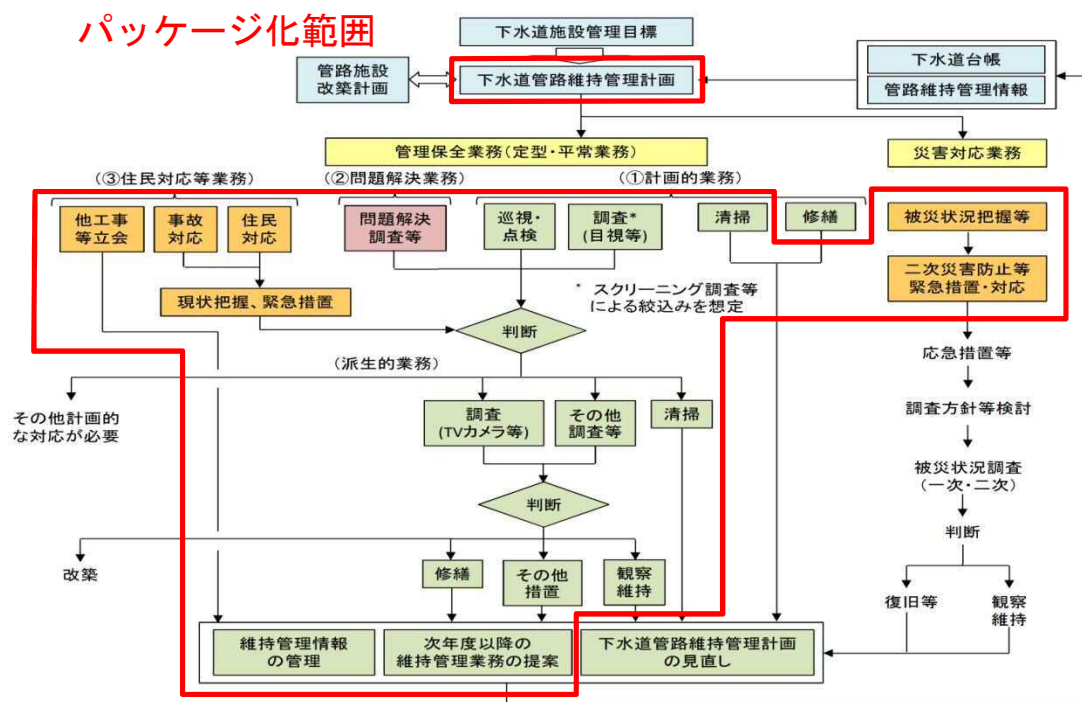 パッケージ化範囲
下水道施設管理目標
管路施設
改築計画
下水道管路維持管理計画
下水道台帳
管路維持管理情報
管理保全業務(定型・平常業務)
災害対応業務
(③住民対応等業務)
(②問題解決業務)
(①計画的業務)
他工事
等立会
事故
対応
住民
対応
問題解決
調査等
巡視・
点検
調査*
(目視等)
清掃
修繕
被災状況把握等
現状把握、緊急措置
* スクリーニング調査等
による絞込みを想定
二次災害防止等
緊急措置・対応
判断
(派生的業務)
応急措置等
その他計画的
な対応が必要
調査
(TVカメラ等)
その他
調査等
清掃
調査方針等検討
被災状況調査
(一次・二次)
判断
判断
改築
修繕
その他
措置
観察
維持
復旧等
観察
維持
維持管理情報
の管理
次年度以降の
維持管理業務の提案
下水道管路維持管理計画
の見直し